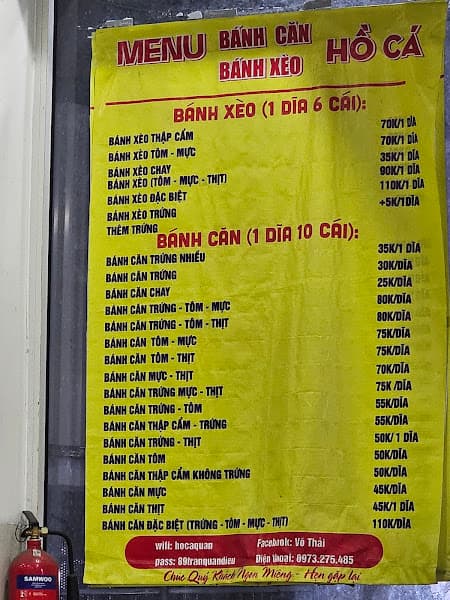 MENU BÁNH CĂN BÁNH XÈO HỒ CÁ
BÁNH XÈO (1 DĨA 6 CÁI):
BÁNH XÈO THẬP CẨM 70K/1 DĨA
BÁNH XÈO TÔM - MỰC 70K/1 DĨA
BÁNH XÈO CHAY 35K/1 DĨA
BÁNH XÈO (TÔM - MỰC - THỊT) 90K/1 DĨA
BÁNH XÈO ĐẶC BIỆT 110K/1 DĨA
BÁNH XÈO TRỨNG +5K/1DĨA
THÊM TRỨNG
BÁNH CĂN (1 DĨA 10 CÁI):
BÁNH CĂN TRỨNG NHIỀU 35K/1 DĨA
BÁNH CĂN TRỨNG 30K/DĨA
BÁNH CĂN CHAY 25K/DĨA
BÁNH CĂN TRỨNG - TÔM - MỰC 80K/DĨA
BÁNH CĂN TRỨNG - TÔM - THỊT 80K/DĨA
BÁNH CĂN TÔM - MỰC 75K/DĨA
BÁNH CĂN TÔM - THỊT 75K/DĨA
BÁNH CĂN MỰC - THỊT 70K/DĨA
BÁNH CĂN TRỨNG MỰC - THỊT 75K /DĨA
BÁNH CĂN TRỨNG - TÔM 55K/DĨA
BÁNH CĂN THẬP CẨM - TRỨNG 55K/DĨA
BÁNH CĂN TRỨNG - THỊT 50K/ 1 DĨA
BÁNH CĂN TÔM 50K/DĨA
BÁNH CĂN THẬP CẨM KHÔNG TRỨNG 50K/DĨA
BÁNH CĂN MỰC 45K/DĨA
BÁNH CĂN THỊT 45K/1 DĨA
BÁNH CĂN ĐẶC BIỆT (TRỨNG -TÔM -MỰC -THỊT) 110K/DĨA
wifi: hocaquan Facebook: Võ Thái
pass: 89tranquandieu Điện thoại: 0973.275.485
Chúc Quý Khách Ngon Miệng - Hẹn gặp lại
SAMWOO